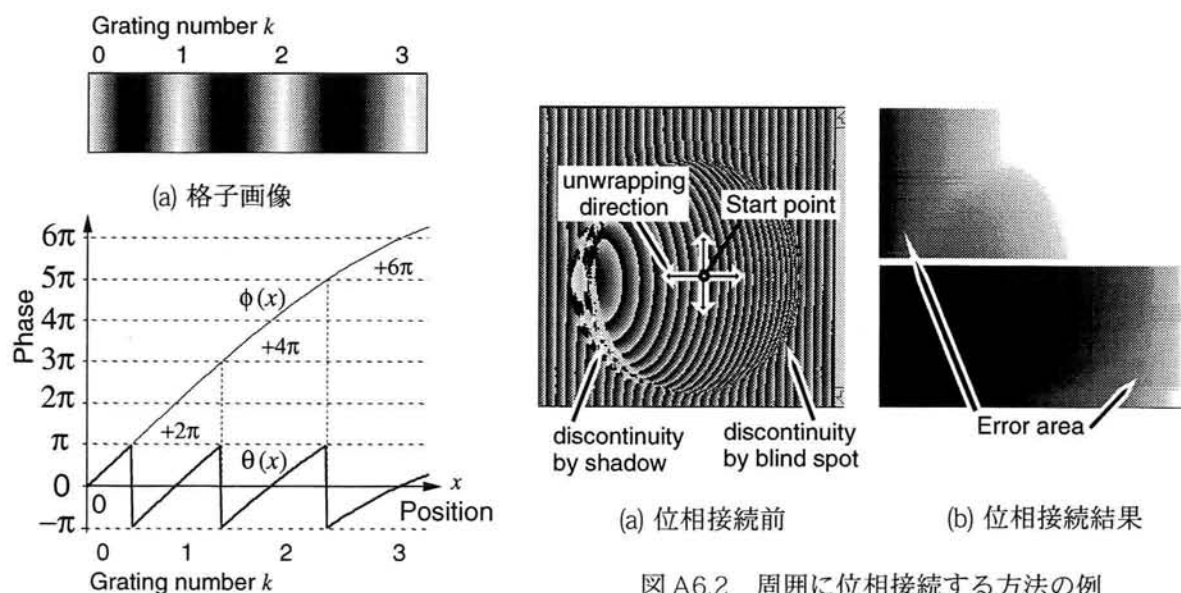 Grating number k
0 1 2 3
(a) 格子画像
Phase
6π
5π
4π
3π
2π
π
0
−π
+6π
ϕ(x)
+4π
+2π
θ(x)
0
x
Position
0 1 2 3
Grating number k
unwrapping
direction
Start point
discontinuity
by shadow
discontinuity
by blind spot
(a) 位相接続前
Error area
(b) 位相接続結果
図 A6.2 周囲に位相接続する方法の例